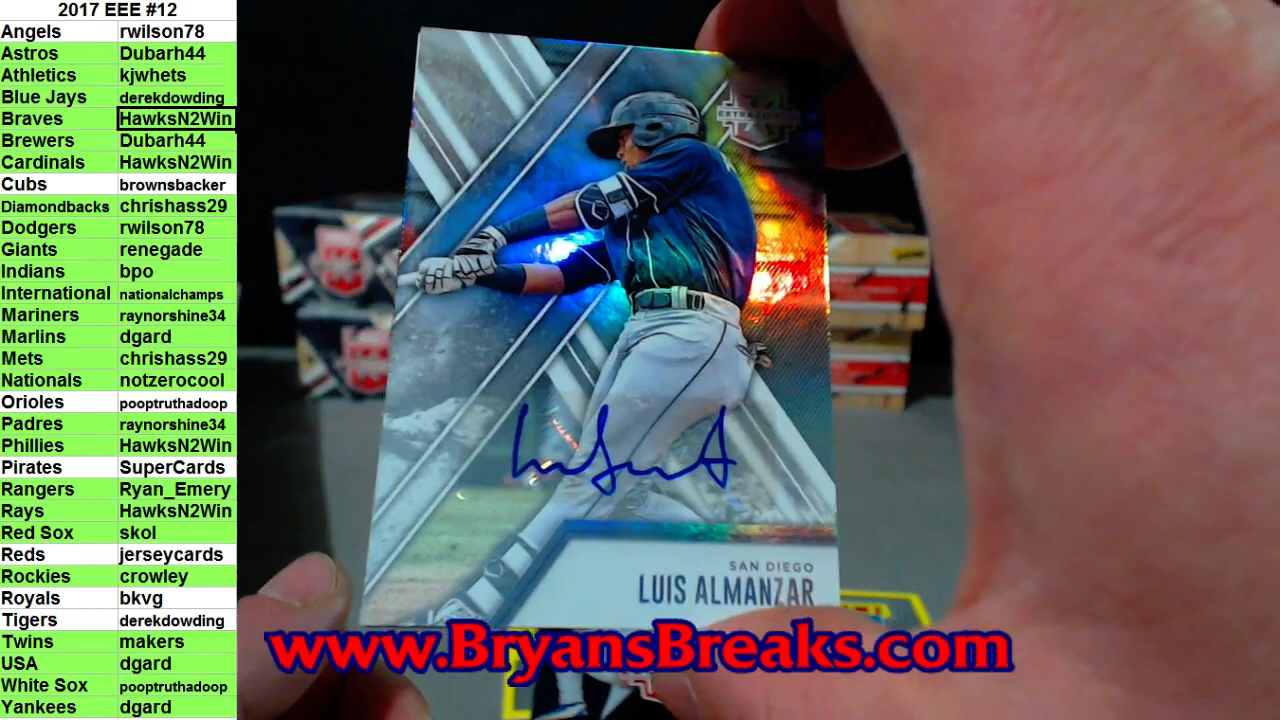 2017 EEE #12
Angels rwilson78
Astros Dubarh44
Athletics kjwhets
Blue Jays derekdowding
Braves HawksN2Win
Brewers Dubarh44
Cardinals HawksN2Win
Cubs brownsbacker
Diamondbacks chrishass29
Dodgers rwilson78
Giants renegade
Indians bpo
International nationalchamps
Mariners raynorshine34
Marlins dgard
Mets chrishass29
Nationals notzerocool
Orioles pooptruthadoop
Padres raynorshine34
Phillies HawksN2Win
Pirates SuperCards
Rangers Ryan_Emery
Rays HawksN2Win
Red Sox skol
Reds jerseycards
Rockies crowley
Royals bkvg
Tigers derekdowding
Twins makers
USA dgard
White Sox pooptruthadoop
Yankees dgard
EXTRA EDITION
SAN DIEGO
LUIS ALMANZAR
www.BryansBreaks.com